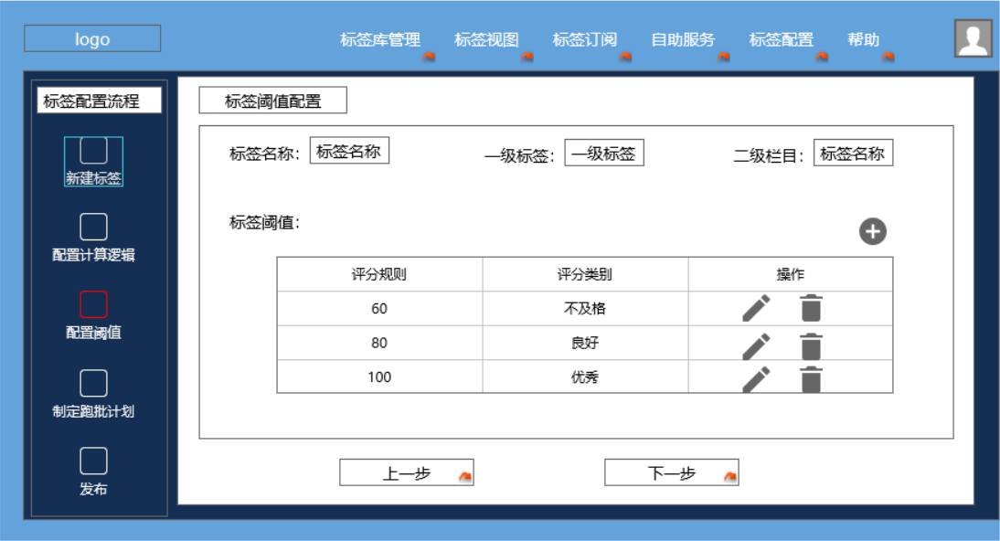 logo
标签库管理 标签视图 标签订阅 自助服务 标签配置 帮助
标签配置流程
新建标签
配置计算逻辑
配置阈值
制定跑批计划
发布
标签阈值配置
标签名称： 标签名称 一级标签： 一级标签 二级栏目： 标签名称
标签阈值：
评分规则 评分类别 操作
60 不及格
80 良好
100 优秀
上一步 下一步